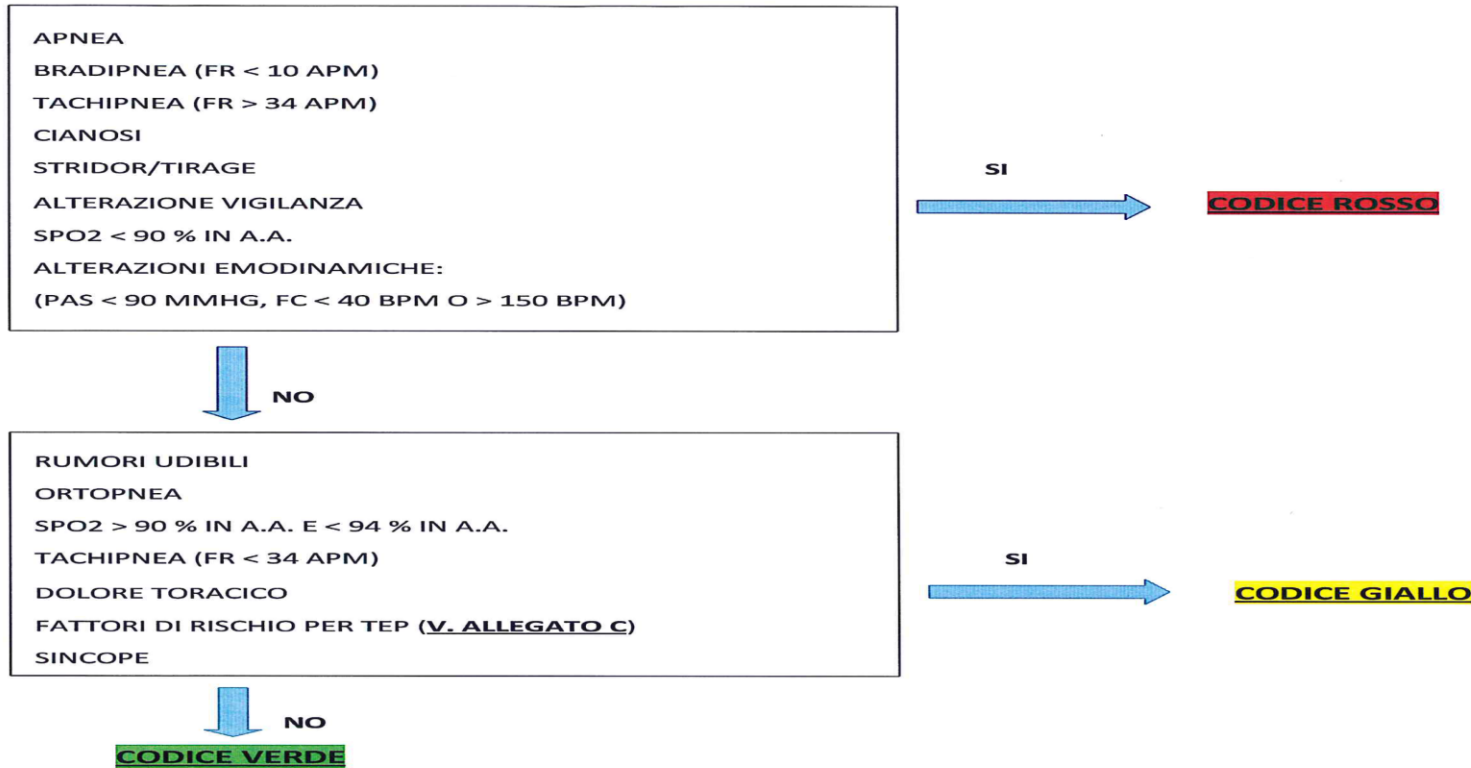 APNEA
BRADIPNEA (FR < 10 APM)
TACHIPNEA (FR > 34 APM)
CIANOSI
STRIDOR/TIRAGE
ALTERAZIONE VIGILANZA
SPO2 < 90 % IN A.A.
ALTERAZIONI EMODINAMICHE:
(PAS < 90 MMHG, FC < 40 BPM O > 150 BPM)
SI
CODICE ROSSO
NO
RUMORI UDIBILI
ORTOPNEA
SPO2 > 90 % IN A.A. E < 94 % IN A.A.
TACHIPNEA (FR < 34 APM)
DOLORE TORACICO
FATTORI DI RISCHIO PER TEP (V. ALLEGATO C)
SINCOPE
SI
CODICE GIALLO
NO
CODICE VERDE